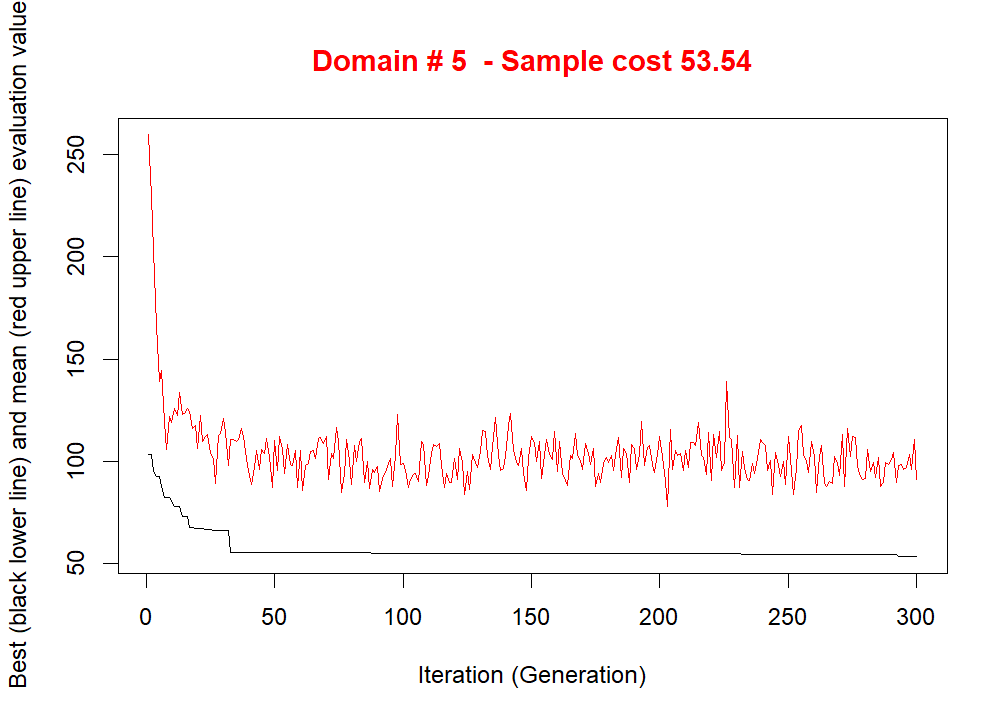 Domain # 5  - Sample cost 53.54
Best (black lower line) and mean (red upper line) evaluation value
250
200
150
100
50
0 50 100 150 200 250 300
Iteration (Generation)